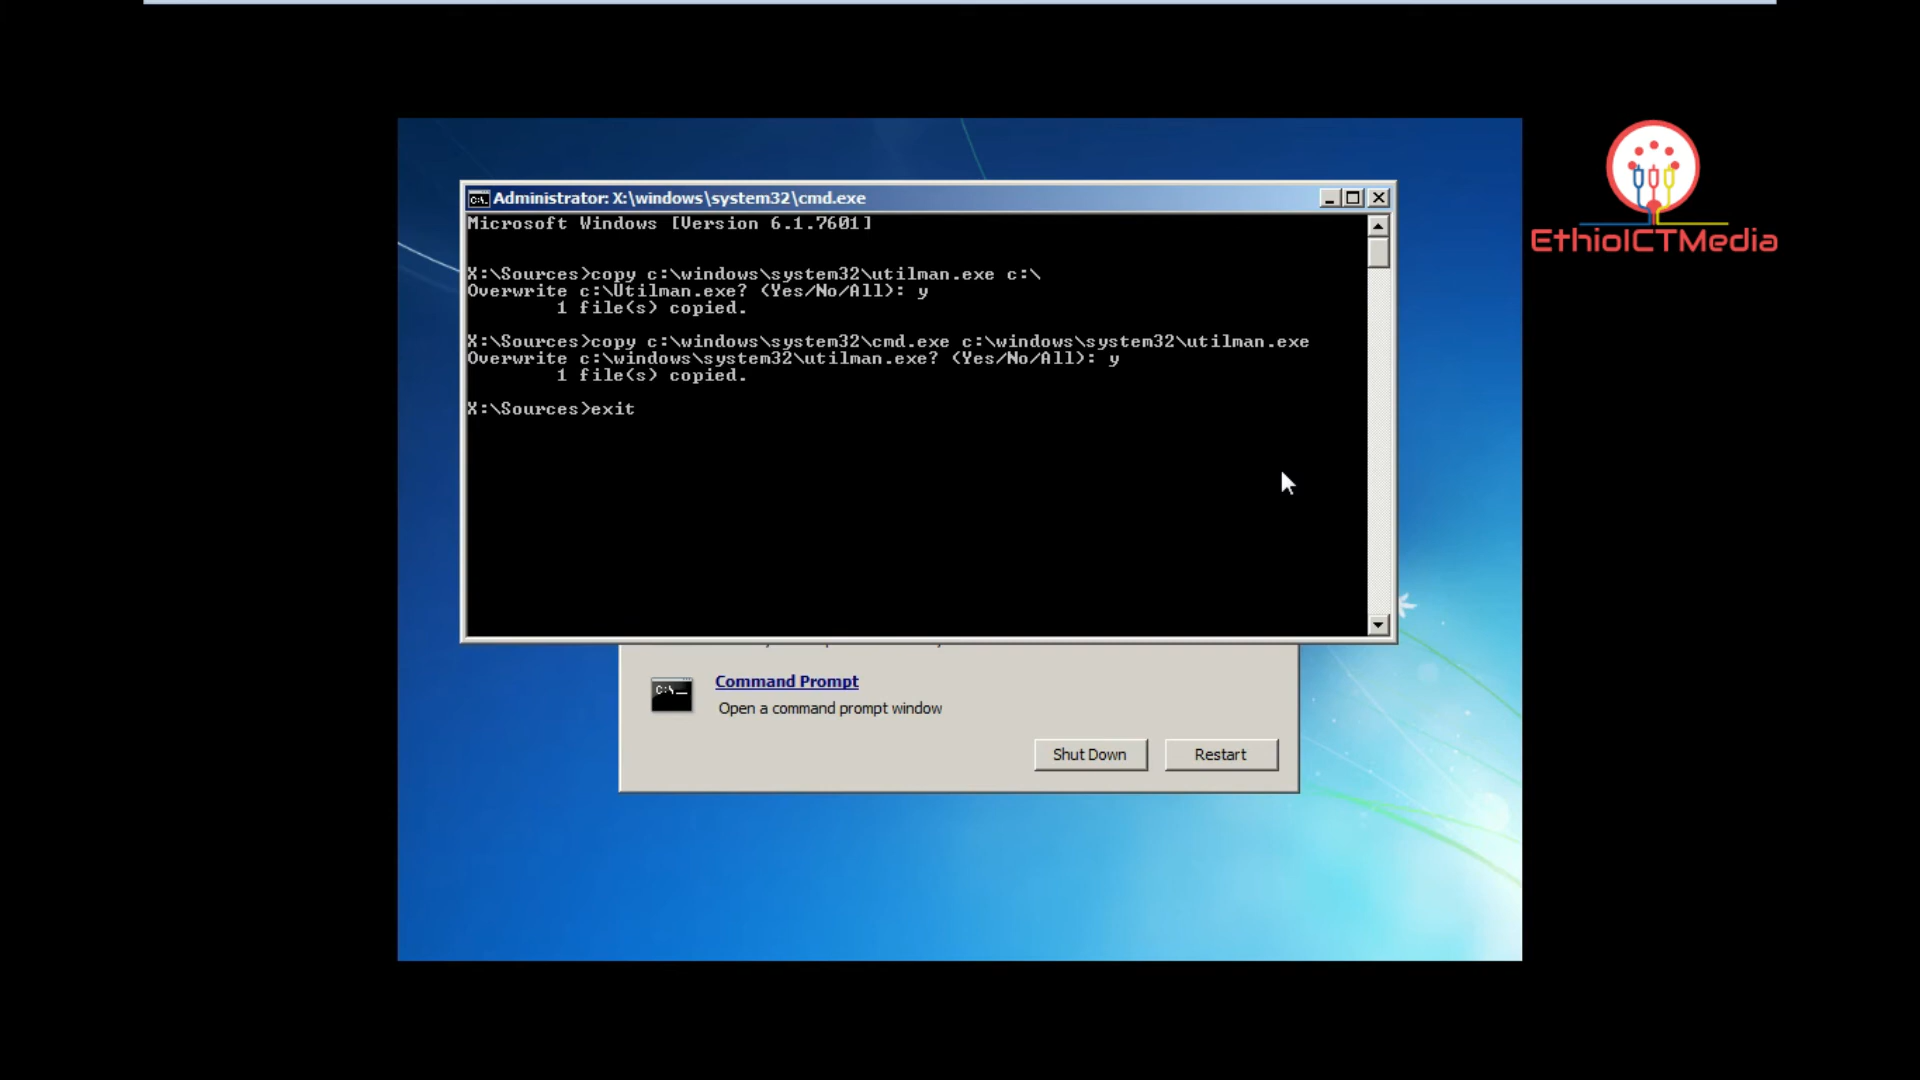 Administrator: X:\windows\system32\cmd.exe
Microsoft Windows [Version 6.1.7601]
X:\Sources>copy c:\windows\system32\utilman.exe c:\
Overwrite c:\Utilman.exe? (Yes/No/All): y
1 file(s) copied.
X:\Sources>copy c:\windows\system32\cmd.exe c:\windows\system32\utilman.exe
Overwrite c:\windows\system32\utilman.exe? (Yes/No/All): y
1 file(s) copied.
X:\Sources>exit
Command Prompt
Open a command prompt window
Shut Down
Restart
EthioICTMedia